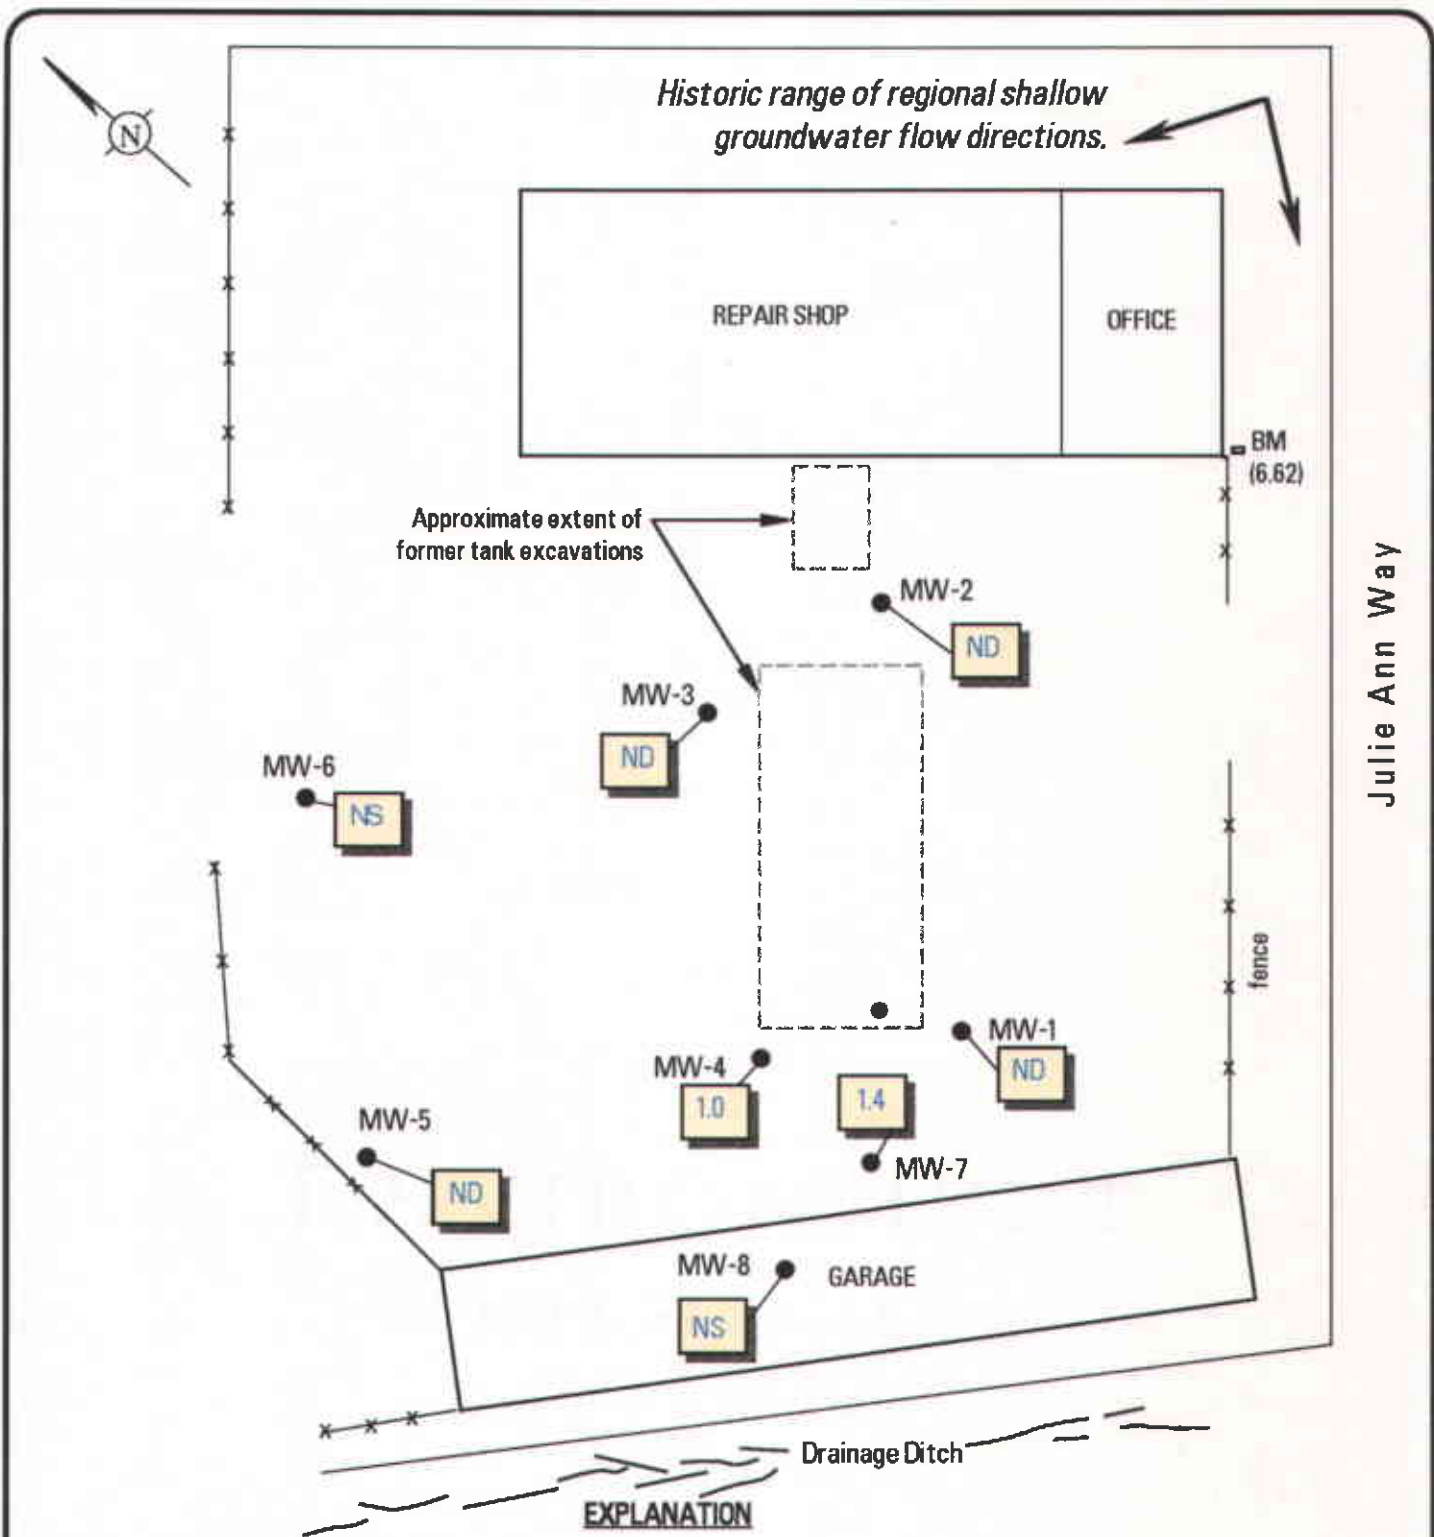 N
Historic range of regional shallow
groundwater flow directions.
REPAIR SHOP
OFFICE
BM
(6.62)
Approximate extent of
former tank excavations
MW-2
ND
Julie Ann Way
MW-3
ND
MW-6
NS
fence
MW-1
ND
MW-4
1.0
1.4
MW-5
ND
MW-7
MW-8
NS
GARAGE
Drainage Ditch
EXPLANATION